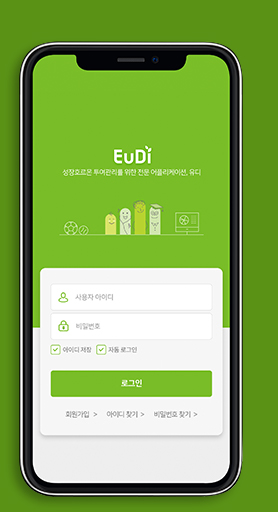 EuDi
성장호르몬 투여관리를 위한 전문 어플리케이션, 유디
사용자 아이디
비밀번호
아이디 저장 자동 로그인
로그인
회원가입 > 아이디 찾기 > 비밀번호 찾기 >